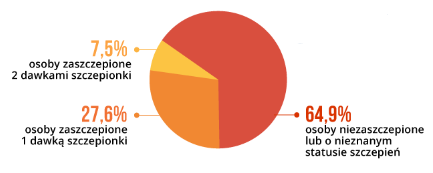 7,5%
osoby zaszczepione
2 dawkami szczepionki
27,6%
osoby zaszczepione
1 dawką szczepionki
64,9%
osoby niezaszczepione
lub o nieznanym
statusie szczepień